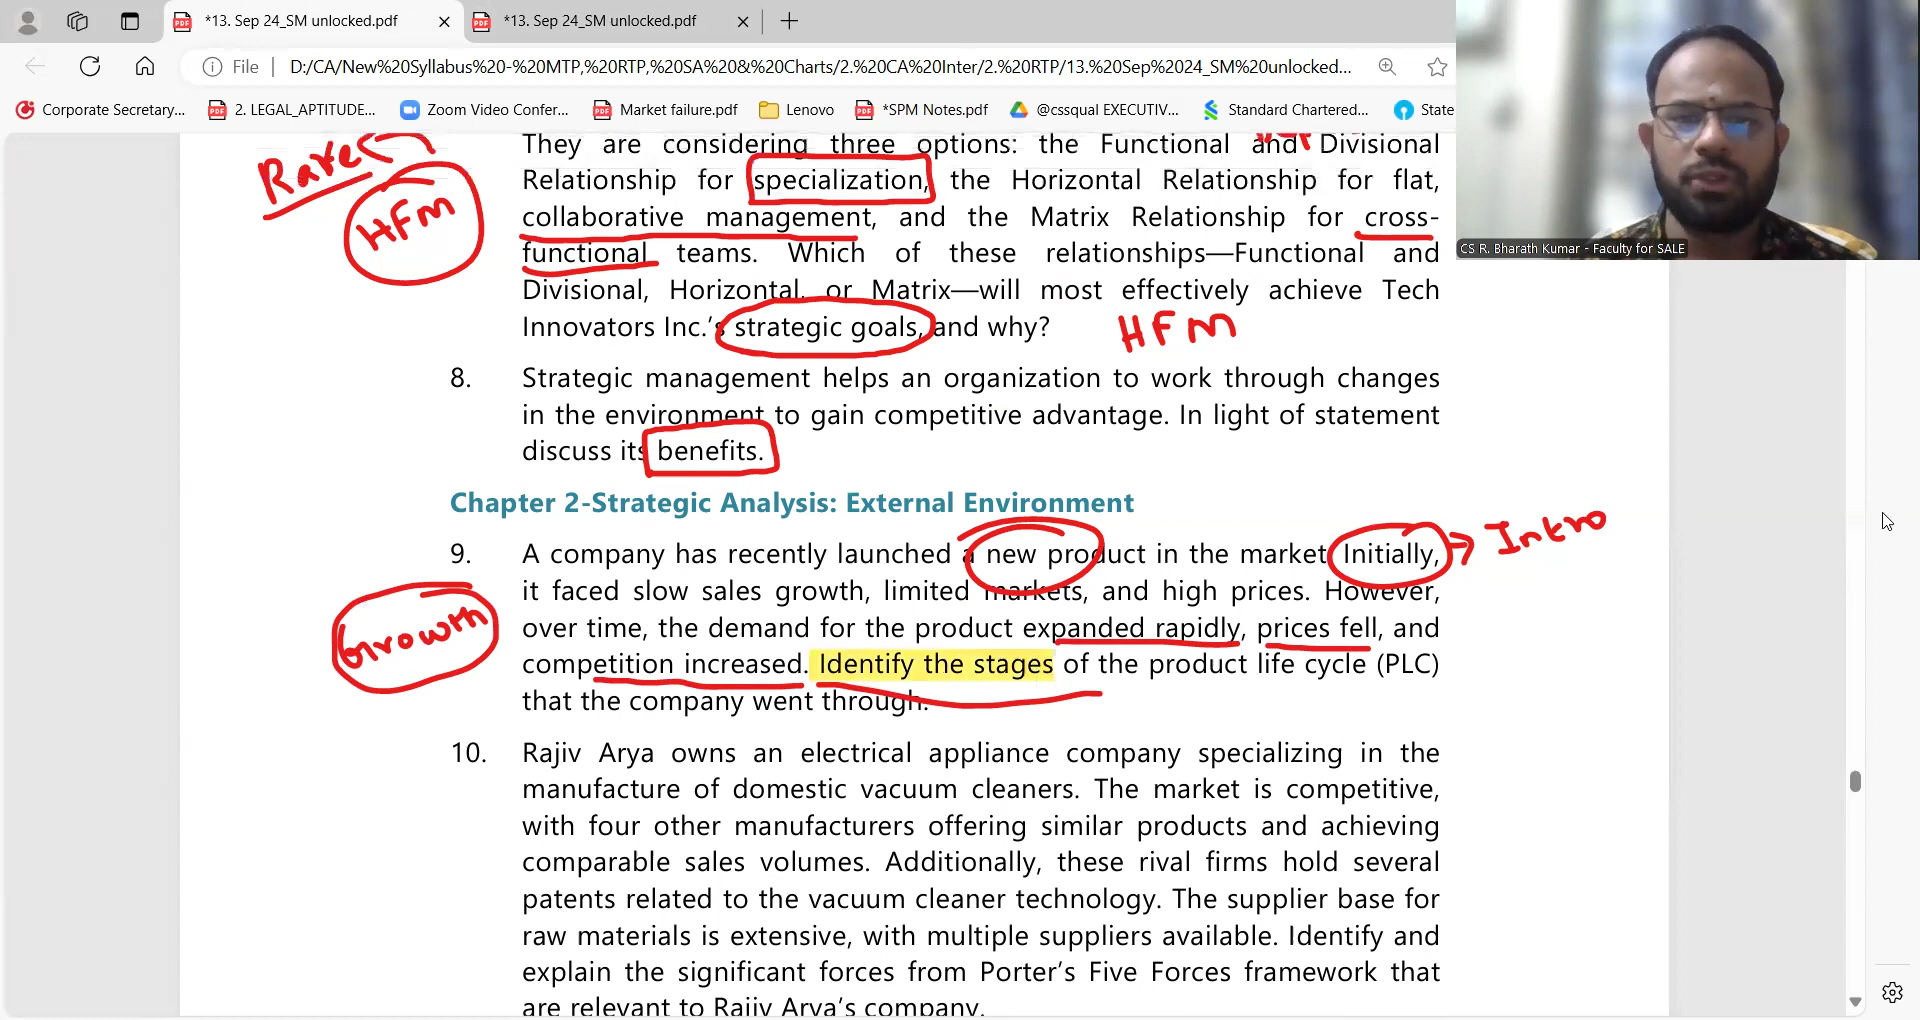 *13. Sep 24_SM unlocked.pdf
*13. Sep 24_SM unlocked.pdf
File | D:/CA/New%20Syllabus%20-%20MTP,%20RTP,%20SA%20&%20Charts/2.%20CA%20Inter/2.%20RTP/13.%20Sep%2024_SM%20unlocked...
Corporate Secretary... 2. LEGAL_APTITUDE... Zoom Video Confer... Market failure.pdf Lenovo *SPM Notes.pdf @cssqual EXECUTIV... Standard Chartered... State
CS R. Bharath Kumar - Faculty for SALE
They are considering three options: the Functional and Divisional
Rare
Relationship for specialization, the Horizontal Relationship for flat,
HFM
collaborative management, and the Matrix Relationship for cross-
functional teams. Which of these relationships—Functional and
Divisional, Horizontal, or Matrix—will most effectively achieve Tech
Innovators Inc.'s strategic goals, and why?
HFM
8. Strategic management helps an organization to work through changes
in the environment to gain competitive advantage. In light of statement
discuss its benefits.
Chapter 2-Strategic Analysis: External Environment
9. A company has recently launched a new product in the market. Initially,
Intro
it faced slow sales growth, limited markets, and high prices. However,
Growth
over time, the demand for the product expanded rapidly, prices fell, and
competition increased. Identify the stages of the product life cycle (PLC)
that the company went through.
10. Rajiv Arya owns an electrical appliance company specializing in the
manufacture of domestic vacuum cleaners. The market is competitive,
with four other manufacturers offering similar products and achieving
comparable sales volumes. Additionally, these rival firms hold several
patents related to the vacuum cleaner technology. The supplier base for
raw materials is extensive, with multiple suppliers available. Identify and
explain the significant forces from Porter's Five Forces framework that
are relevant to Rajiv Arya's company.